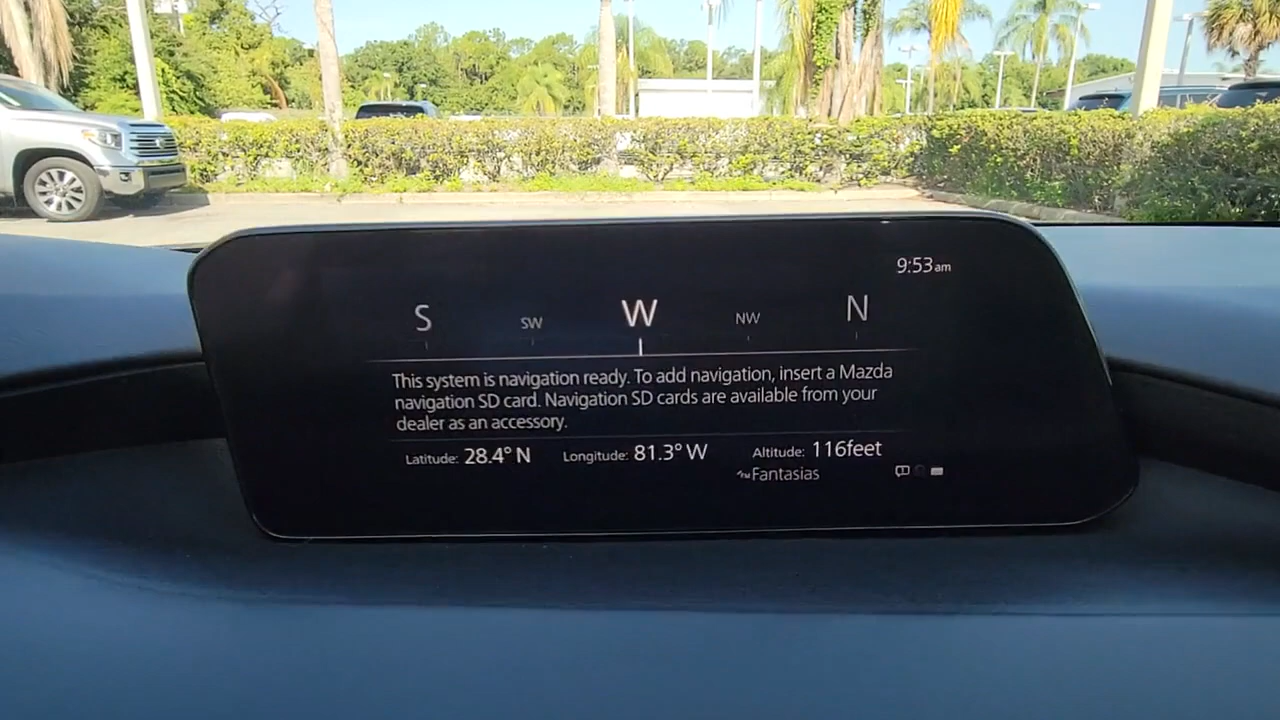 9:53am
S SW W NW N
This system is navigation ready. To add navigation, insert a Mazda
navigation SD card. Navigation SD cards are available from your
dealer as an accessory.
Latitude: 28.4° N Longitude: 81.3° W Altitude: 116feet
Fantasias